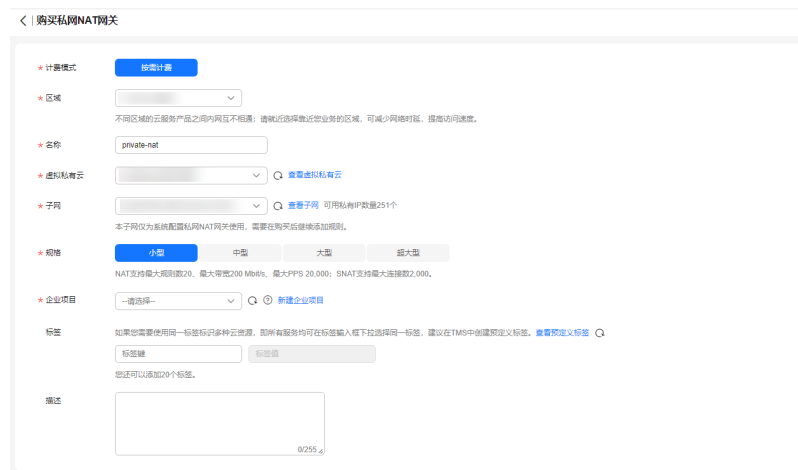 购买私网NAT网关
* 计费模式 按需计费
* 区域
不同区域的云服务产品之间内网互不相通；请就近选择靠近您业务的区域，可减少网络时延，提高访问速度。
* 名称 private-nat
* 虚拟私有云 查看虚拟私有云
* 子网 查看子网 可用私有IP数量251个
本子网仅为系统配置私网NAT网关使用，需要在购买后继续添加规则。
* 规格 小型 中型 大型 超大型
NAT支持最大规则数20、最大带宽200 Mbit/s、最大PPS 20,000；SNAT支持最大连接数2,000。
* 企业项目 --请选择-- 新建企业项目
标签 如果您需要使用同一标签标识多种云资源，即所有服务均可在标签输入框下拉选择同一标签，建议在TMS中创建预定义标签。查看预定义标签
标签键 标签值
您还可以添加20个标签。
描述
0/255